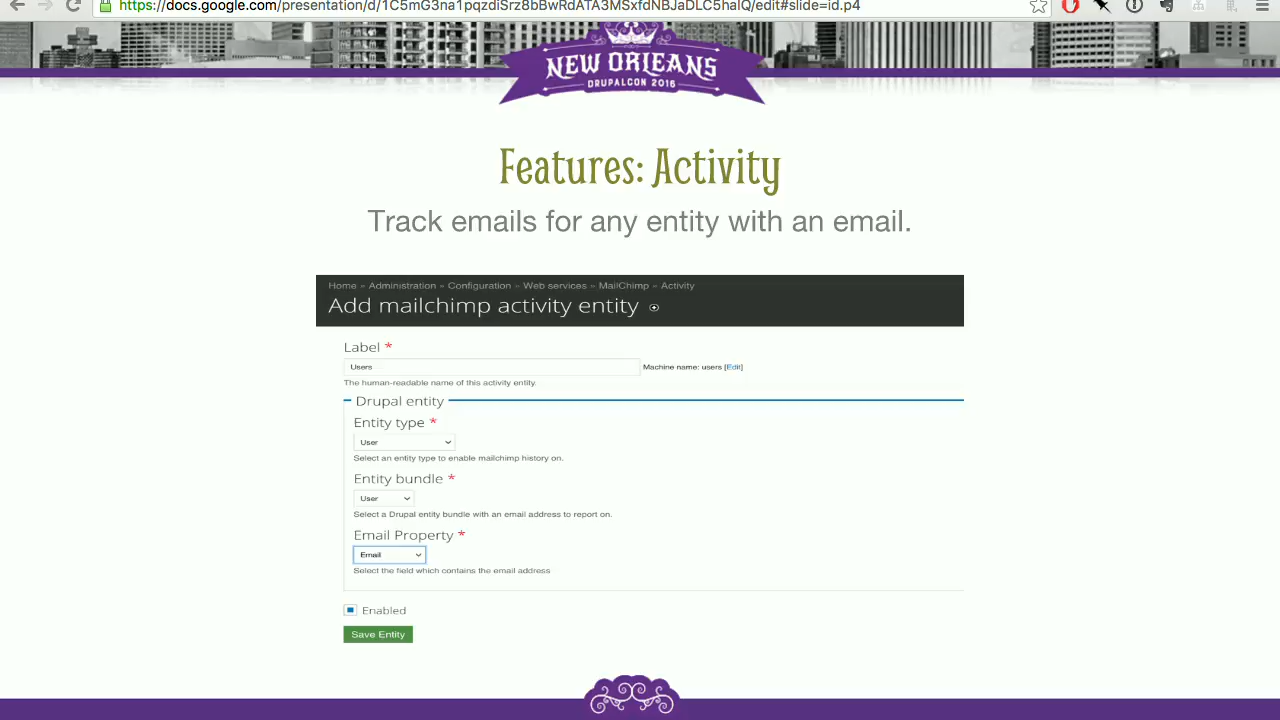 https://docs.google.com/presentation/d/1C5mG3na1pqzdiSrz8bBwRdATA3MSxfdNBJaDLC5halQ/edit#slide=id.p4
NEW ORLEANS
DRUPALCON 2016
Features: Activity
Track emails for any entity with an email.
Home » Administration » Configuration » Web services » MailChimp » Activity
Add mailchimp activity entity
Label *
Users Machine name: users [Edit]
The human-readable name of this activity entity.
Drupal entity
Entity type *
User
Select an entity type to enable mailchimp history on.
Entity bundle *
User
Select a Drupal entity bundle with an email address to report on.
Email Property *
Email
Select the field which contains the email address
Enabled
Save Entity